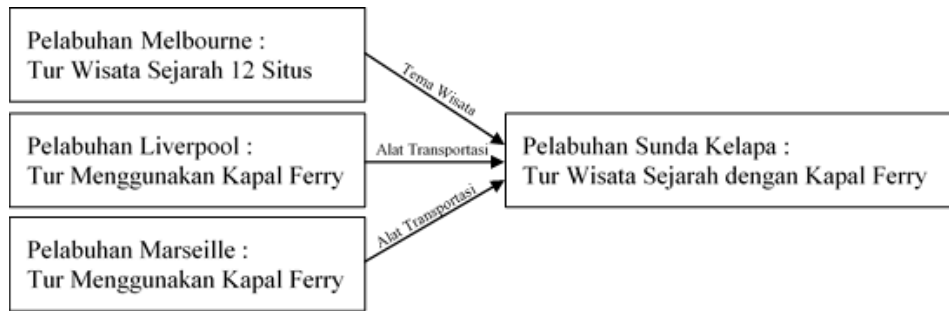 Pelabuhan Melbourne :
Tur Wisata Sejarah 12 Situs
Tema Wisata
Pelabuhan Liverpool :
Tur Menggunakan Kapal Ferry
Alat Transportasi
Pelabuhan Marseille :
Tur Menggunakan Kapal Ferry
Alat Transportasi
Pelabuhan Sunda Kelapa :
Tur Wisata Sejarah dengan Kapal Ferry